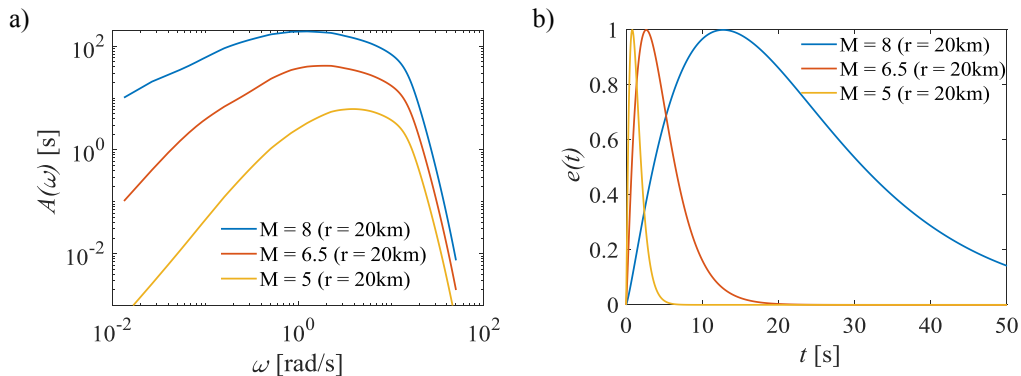 a)
A(ω) [s]
10^2
10^0
10^-2
M = 8 (r = 20km)
M = 6.5 (r = 20km)
M = 5 (r = 20km)
10^-2
10^0
10^2
ω [rad/s]
b)
e(t)
1
0.8
0.6
0.4
0.2
0
M = 8 (r = 20km)
M = 6.5 (r = 20km)
M = 5 (r = 20km)
0 10 20 30 40 50
t [s]